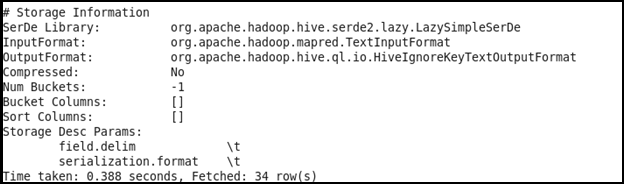 # Storage Information
SerDe Library: org.apache.hadoop.hive.serde2.lazy.LazySimpleSerDe
InputFormat: org.apache.hadoop.mapred.TextInputFormat
OutputFormat: org.apache.hadoop.hive.ql.io.HiveIgnoreKeyTextOutputFormat
Compressed: No
Num Buckets: -1
Bucket Columns: []
Sort Columns: []
Storage Desc Params:
field.delim \t
serialization.format \t
Time taken: 0.388 seconds, Fetched: 34 row(s)